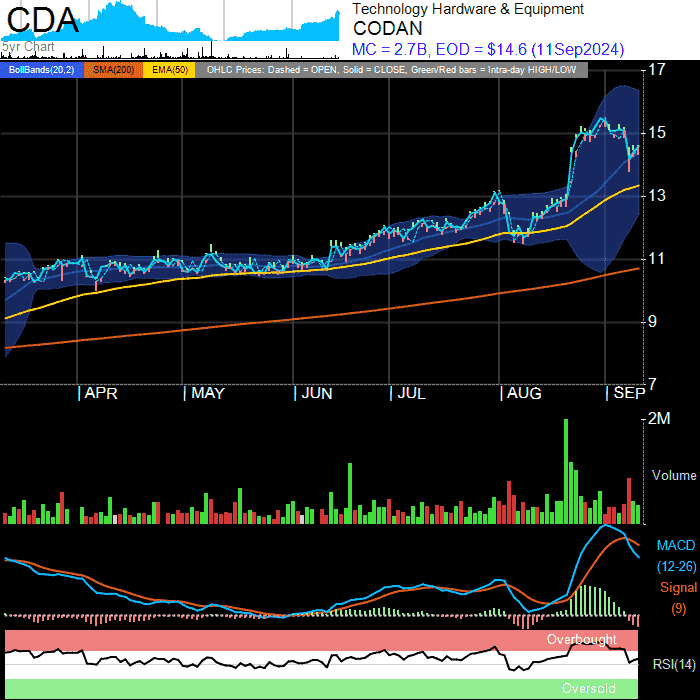 CDA
5yr Chart
Technology Hardware & Equipment
CODAN
MC = 2.7B, EOD = $14.6 (11Sep2024)
BollBands(20,2) SMA(200) EMA(50) OHLC Prices: Dashed = OPEN, Solid = CLOSE, Green/Red bars = Intra-day HIGH/LOW
17
15
13
11
9
7
APR MAY JUN JUL AUG SEP
2M
Volume
MACD
(12-26)
Signal
(9)
Overbought
RSI(14)
Oversold